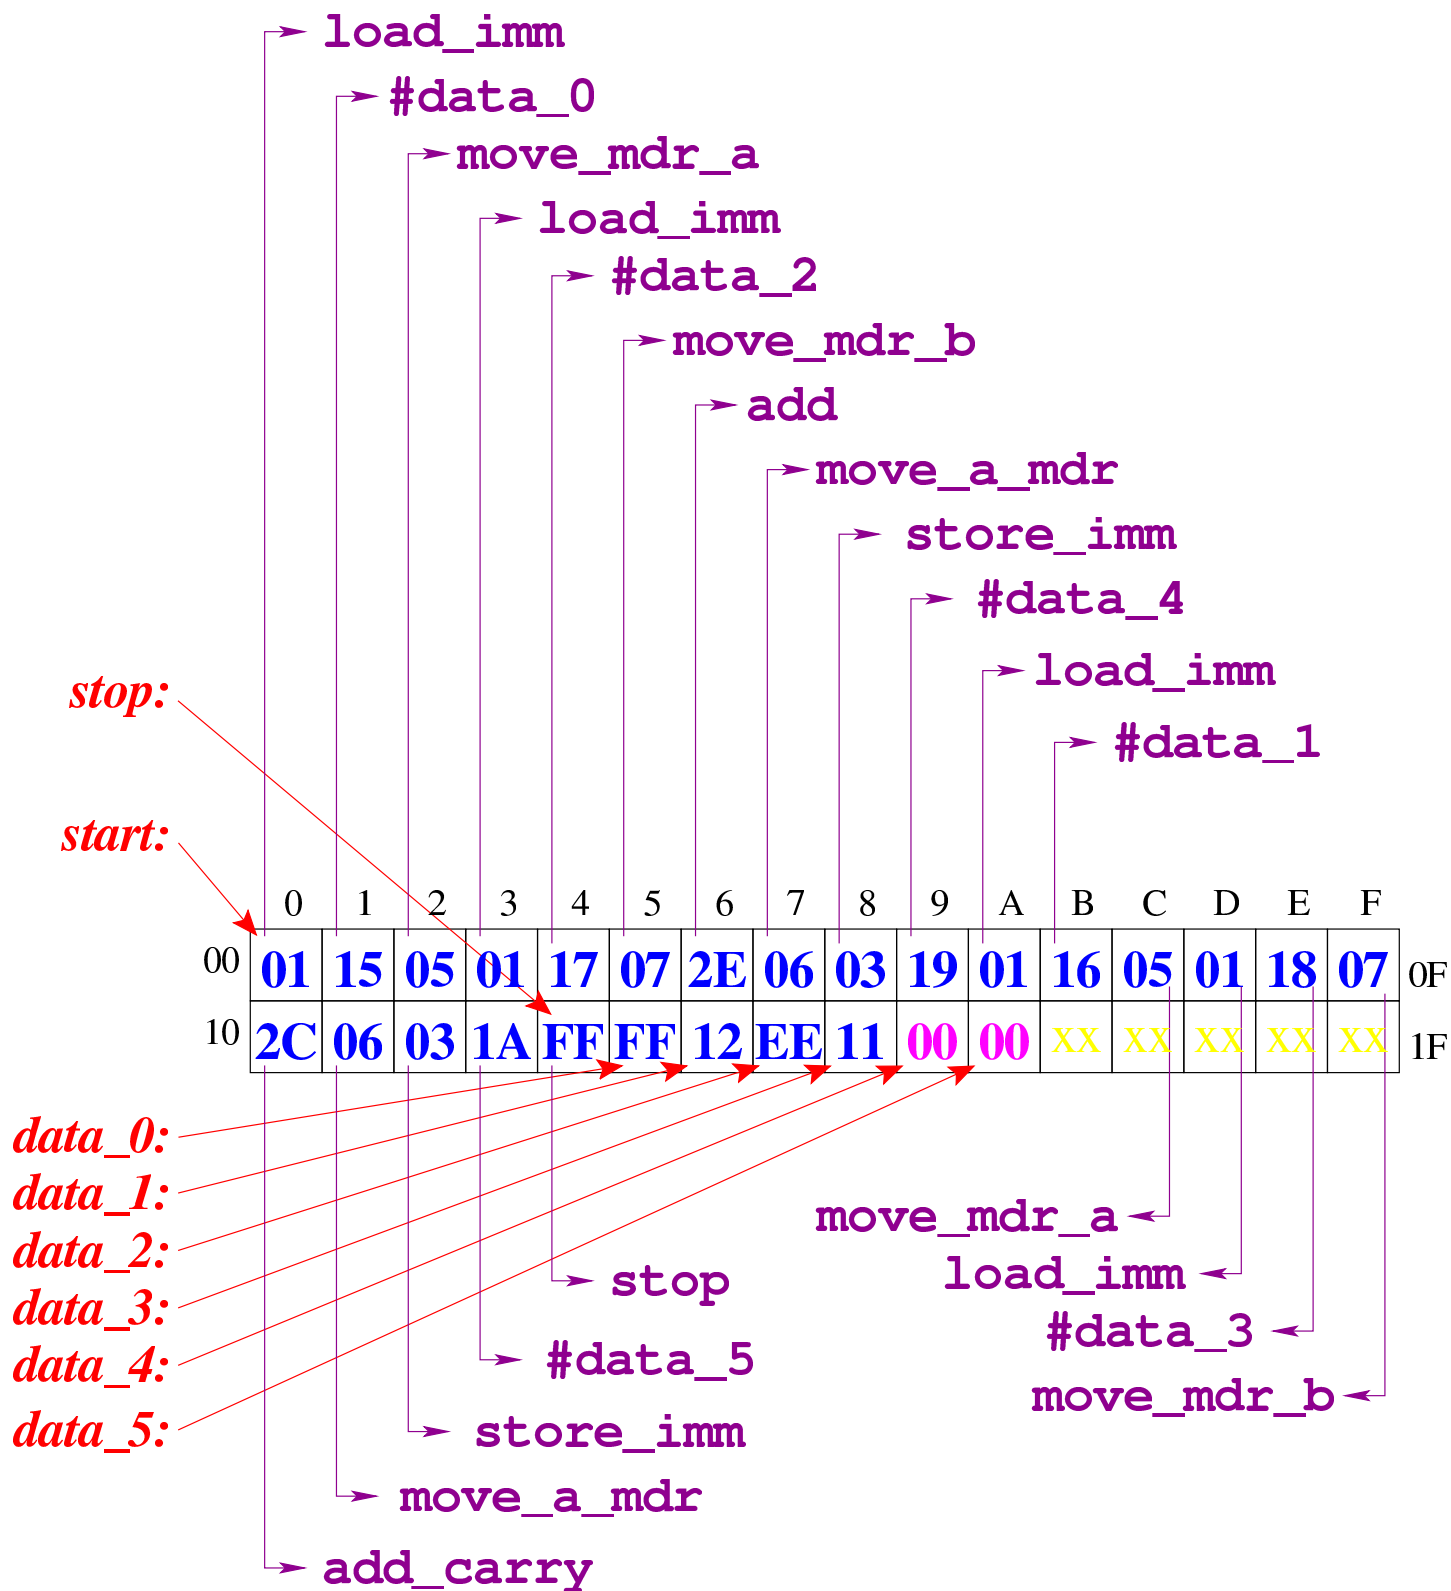 load_imm
#data_0
move_mdr_a
load_imm
#data_2
move_mdr_b
add
move_a_mdr
store_imm
#data_4
load_imm
#data_1
stop:
start:
0 1 2 3 4 5 6 7 8 9 A B C D E F
00 01 15 05 01 17 07 2E 06 03 19 01 16 05 01 18 07 0F
10 2C 06 03 1A FF FF 12 EE 11 00 00 XX XX XX XX XX 1F
data_0:
data_1:
data_2:
data_3:
data_4:
data_5:
move_mdr_a
load_imm
#data_3
move_mdr_b
stop
#data_5
store_imm
move_a_mdr
add_carry